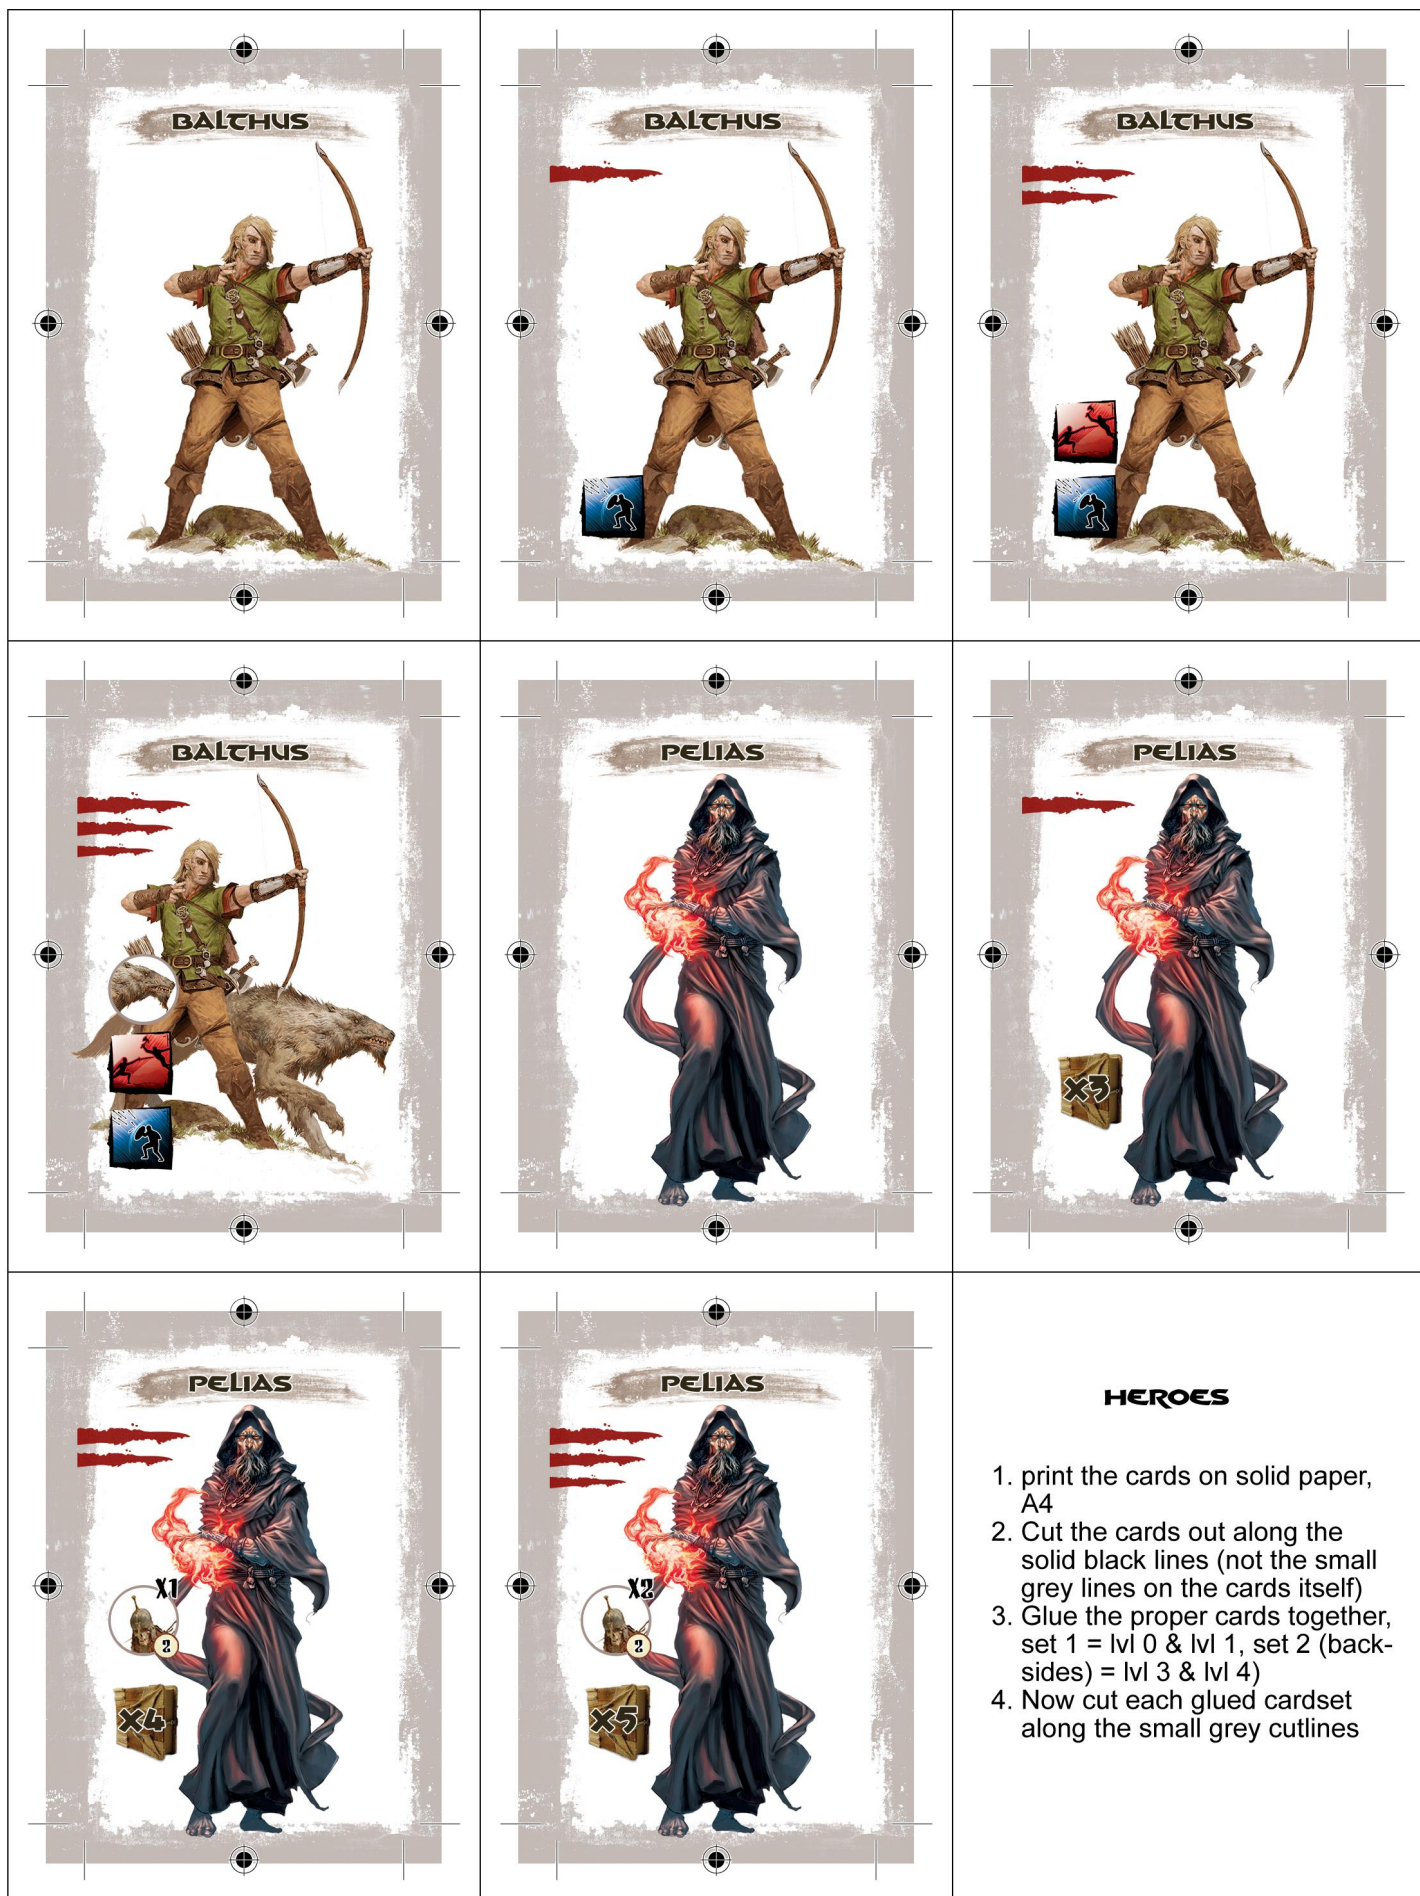 BALTHUS
BALTHUS
BALTHUS
BALTHUS
PELIAS
PELIAS
X3
PELIAS
X1
2
X4
PELIAS
X2
2
X5
HEROES
1. print the cards on solid paper,
A4
2. Cut the cards out along the
solid black lines (not the small
grey lines on the cards itself)
3. Glue the proper cards together,
set 1 = lvl 0 & lvl 1, set 2 (back-
sides) = lvl 3 & lvl 4)
4. Now cut each glued cardset
along the small grey cutlines